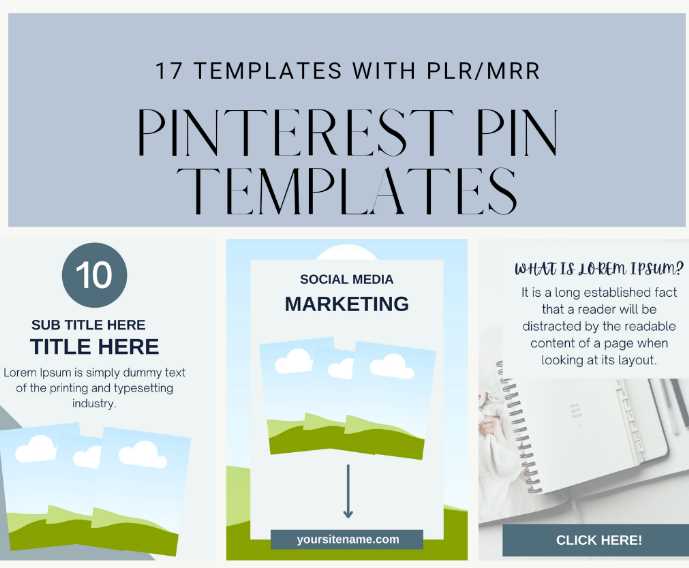 17 TEMPLATES WITH PLR/MRR
PINTEREST PIN
TEMPLATES
10
SUB TITLE HERE
TITLE HERE
Lorem Ipsum is simply dummy text
of the printing and typesetting
industry.
SOCIAL MEDIA
MARKETING
yoursitename.com
WHAT IS LOREM IPSUM?
It is a long established fact
that a reader will be
distracted by the readable
content of a page when
looking at its layout.
CLICK HERE!